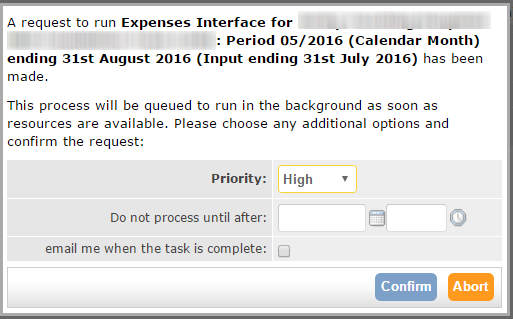 A request to run Expenses Interface for
: Period 05/2016 (Calendar Month)
ending 31st August 2016 (Input ending 31st July 2016) has been
made.
This process will be queued to run in the background as soon as
resources are available. Please choose any additional options and
confirm the request:
Priority: High
Do not process until after:
email me when the task is complete:
Confirm Abort